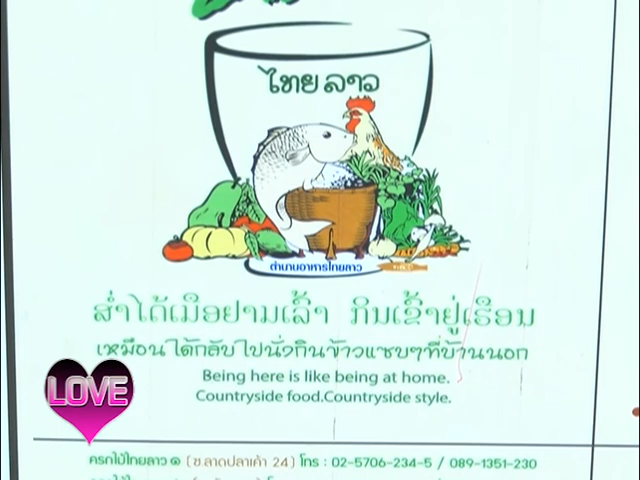 ไทยลาว
ตำนานอาหารไทยลาว
ส่ำได้เมือยามเล้า กินเข้าอยู่เรือน
เหมือนได้กลับไปนั่งกินข้าวแซบๆที่บ้านนอก
Being here is like being at home.
Countryside food.Countryside style.
LOVE
ครกไม้ไทยลาว ๑ (ซ.ลาดปลาเค้า 24) โทร : 02-5706-234-5 / 089-1351-230